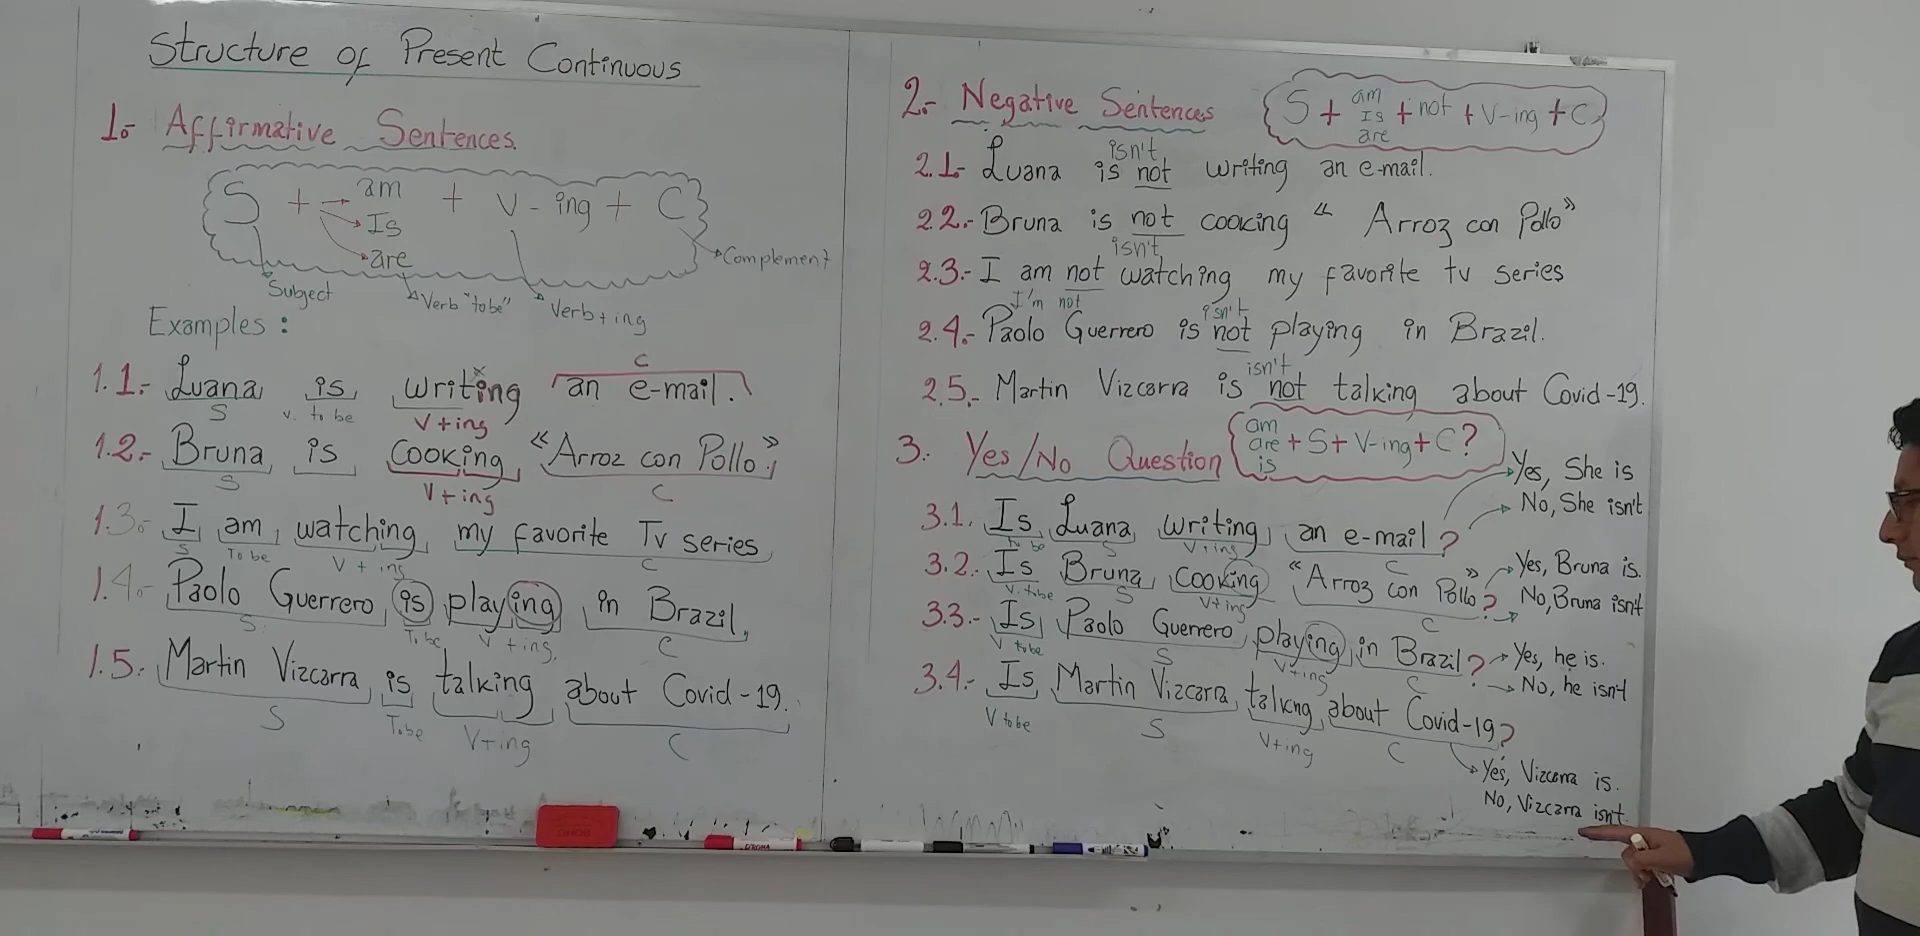 Structure of Present Continuous
1.- Affirmative Sentences.
S + am + V - ing + C
Is
are
Complement
Subject
Verb "to be"
Verb + ing
Examples :
C
1.1.- Luana is writing an e-mail.
S v. to be V + ing
1.2.- Bruna is Cooking "Arroz con Pollo".
S V + ing C
1.3.- I am watching my favorite Tv series
S To be V + ing C
1.4.- Paolo Guerrero is playing in Brazil.
S To be V + ing. C
1.5.- Martin Vizcarra is talking about Covid-19.
S To be V+ing C
2.- Negative Sentences
S + am + not + V-ing + C
Is
are
isn't
2.1.- Luana is not writing an e-mail.
2.2.- Bruna is not cooking "Arroz con Pollo"
isn't
2.3.- I am not watching my favorite tv series
I'm not
isn't
2.4.- Paolo Guerrero is not playing in Brazil.
isn't
2.5.- Martin Vizcarra is not talking about Covid-19.
3. Yes/No Question
am
are + S + V-ing + C?
is
3.1. Is Luana writing an e-mail?
To be S V+ing C
Yes, She is
No, She isn't
3.2. Is Bruna Cooking "Arroz con Pollo"?
V. to be S V+ing C
Yes, Bruna is.
No, Bruna isn't
3.3.- Is Paolo Guerrero playing in Brazil?
V to be S V+ing C
Yes, he is.
No, he isn't
3.4.- Is Martin Vizcarra talking about Covid-19?
V to be S V+ing C
Yes, Vizcarra is.
No, Vizcarra isn't.